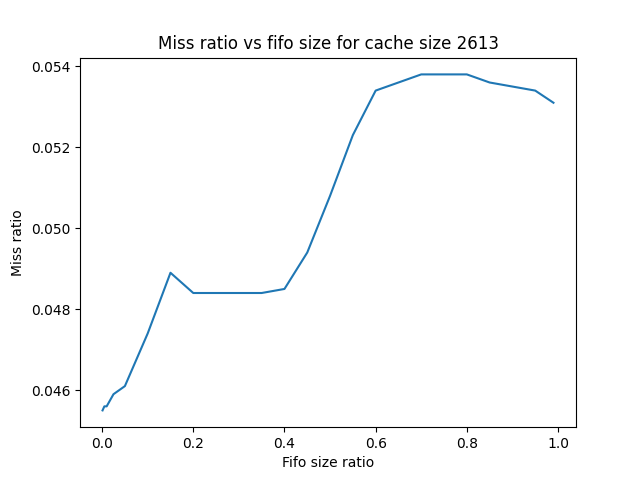 Miss ratio vs fifo size for cache size 2613
0.054
0.052
0.050
0.048
0.046
Miss ratio
0.0 0.2 0.4 0.6 0.8 1.0
Fifo size ratio